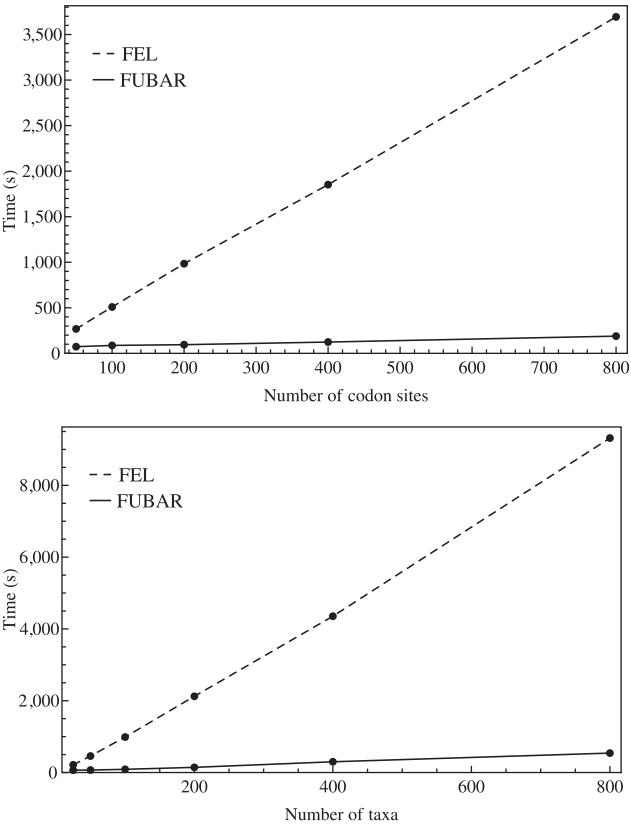 3,500
3,000
2,500
2,000
1,500
1,000
500
0
Time (s)
FEL
FUBAR
100 200 300 400 500 600 700 800
Number of codon sites
8,000
6,000
4,000
2,000
0
Time (s)
FEL
FUBAR
200 400 600 800
Number of taxa